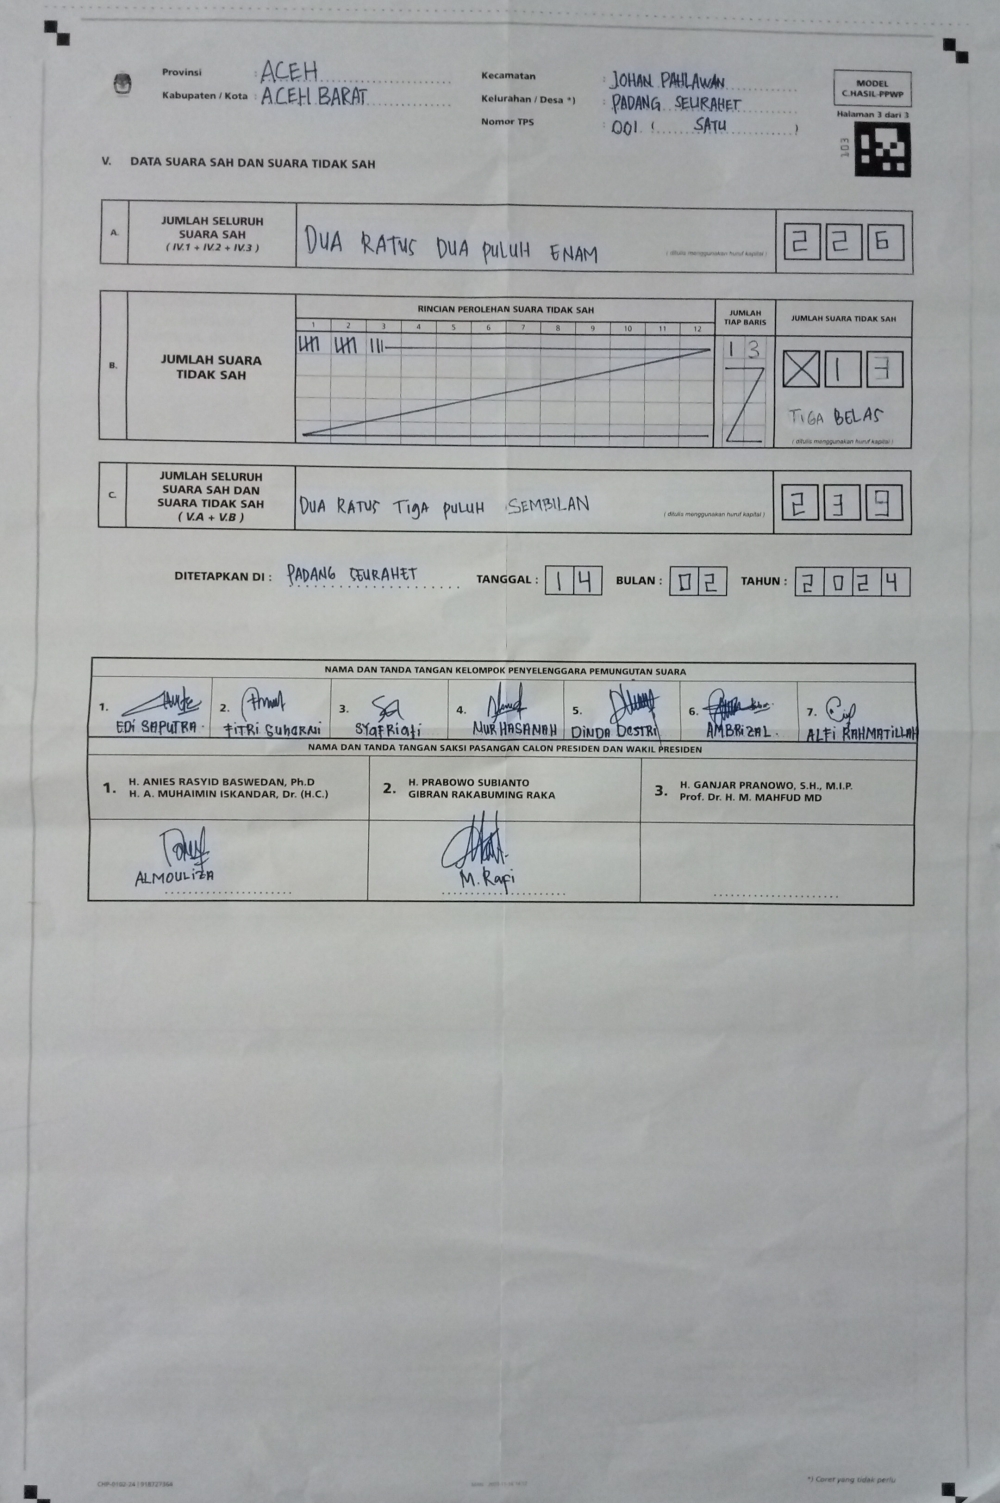 Provinsi : ACEH
Kabupaten / Kota : ACEH BARAT
Kecamatan : JOHAN PAHLAWAN
Kelurahan / Desa *) : PADANG SEURAHET
Nomor TPS : 001 ( SATU )
MODEL
C.HASIL-PPWP
Halaman 3 dari 3
103
V. DATA SUARA SAH DAN SUARA TIDAK SAH
A. JUMLAH SELURUH
SUARA SAH
( IV.1 + IV.2 + IV.3 )
DUA RATUS DUA PULUH ENAM
( ditulis menggunakan huruf kapital )
2 2 6
B. JUMLAH SUARA
TIDAK SAH
RINCIAN PEROLEHAN SUARA TIDAK SAH
1 2 3 4 5 6 7 8 9 10 11 12
JUMLAH
TIAP BARIS
13
JUMLAH SUARA TIDAK SAH
X 1 3
TIGA BELAS
( ditulis menggunakan huruf kapital )
C. JUMLAH SELURUH
SUARA SAH DAN
SUARA TIDAK SAH
( V.A + V.B )
DUA RATUS TIGA PULUH SEMBILAN
( ditulis menggunakan huruf kapital )
2 3 9
DITETAPKAN DI : PADANG SEURAHET TANGGAL : 14 BULAN : 02 TAHUN : 2024
NAMA DAN TANDA TANGAN KELOMPOK PENYELENGGARA PEMUNGUTAN SUARA
1. EDI SAPUTRA
2. FITRI SUHARNI
3. SYAFRIATI
4. NUR HASANAH
5. DINDA DESTRI
6. AMBRIZAL
7. ALFI RAHMATILLAH
NAMA DAN TANDA TANGAN SAKSI PASANGAN CALON PRESIDEN DAN WAKIL PRESIDEN
1. H. ANIES RASYID BASWEDAN, Ph.D
H. A. MUHAIMIN ISKANDAR, Dr. (H.C.)
2. H. PRABOWO SUBIANTO
GIBRAN RAKABUMING RAKA
3. H. GANJAR PRANOWO, S.H., M.I.P.
Prof. Dr. H. M. MAHFUD MD
ALMOULIZA
M. Rafi
*) Coret yang tidak perlu